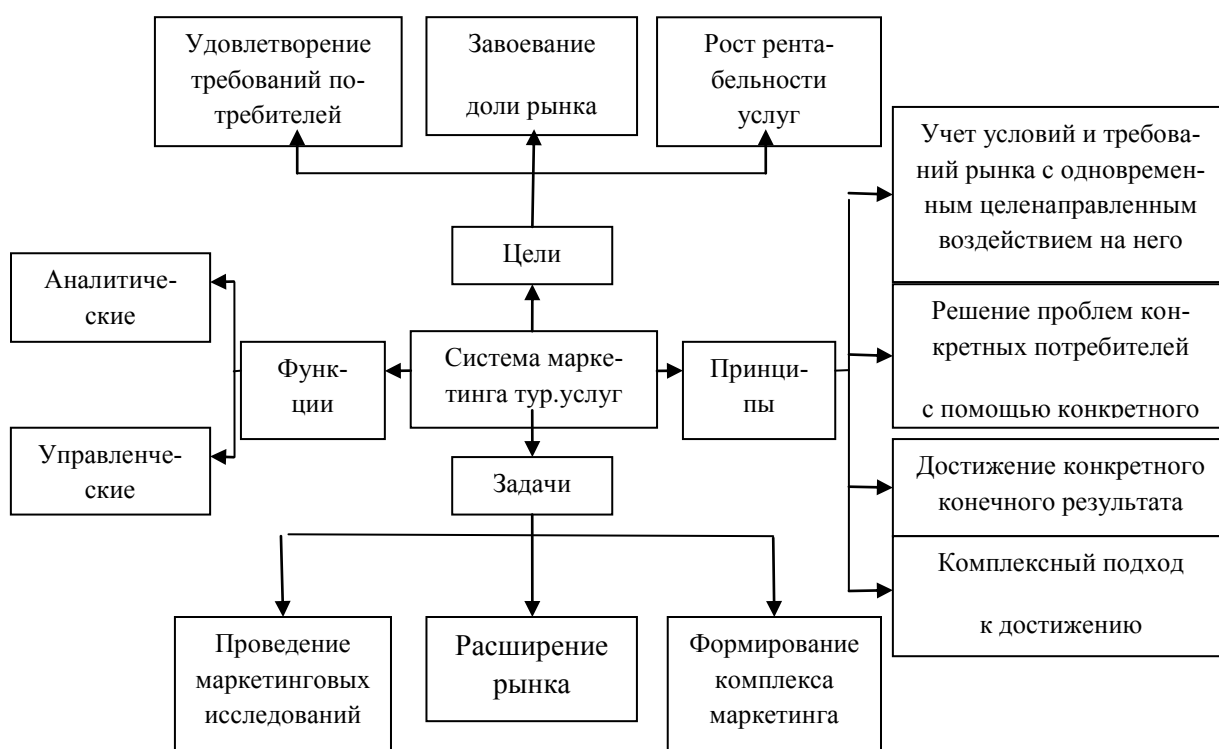 Удовлетворение
требований по-
требителей
Завоевание
доли рынка
Рост рента-
бельности
услуг
Учет условий и требова-
ний рынка с одновремен-
ным целенаправленным
воздействием на него
Цели
Аналитиче-
ские
Решение проблем кон-
кретных потребителей
с помощью конкретного
Функ-
ции
Система марке-
тинга тур.услуг
Принци-
пы
Управленче-
ские
Задачи
Достижение конкретного
конечного результата
Комплексный подход
к достижению
Проведение
маркетинговых
исследований
Расширение
рынка
Формирование
комплекса
маркетинга